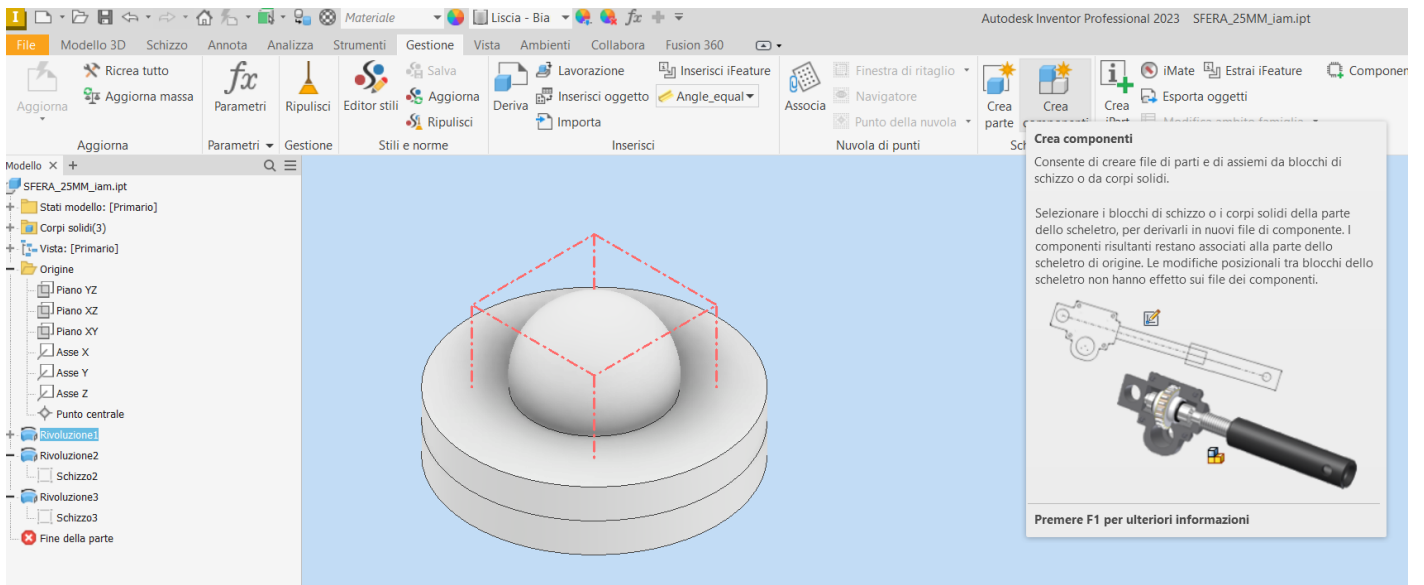 Materiale
Liscia - Bia
fx
Autodesk Inventor Professional 2023 SFERA_25MM_iam.ipt
File Modello 3D Schizzo Annota Analizza Strumenti Gestione Vista Ambienti Collabora Fusion 360
Aggiorna
Ricrea tutto
Aggiorna massa
Aggiorna
fx
Parametri
Parametri
Ripulisci
Gestione
Editor stili
Salva
Aggiorna
Ripulisci
Stili e norme
Deriva
Lavorazione
Inserisci oggetto
Importa
Inserisci iFeature
Angle_equal
Inserisci
Associa
Finestra di ritaglio
Navigatore
Punto della nuvola
Nuvola di punti
Crea
parte
Crea
componenti
Crea
iPart
iMate
Estrai iFeature
Esporta oggetti
Modifica ambito famiglia
Modello
SFERA_25MM_iam.ipt
Stati modello: [Primario]
Corpi solidi(3)
Vista: [Primario]
Origine
Piano YZ
Piano XZ
Piano XY
Asse X
Asse Y
Asse Z
Punto centrale
Rivoluzione1
Rivoluzione2
Schizzo2
Rivoluzione3
Schizzo3
Fine della parte
Crea componenti
Consente di creare file di parti e di assiemi da blocchi di
schizzo o da corpi solidi.
Selezionare i blocchi di schizzo o i corpi solidi della parte
dello scheletro, per derivarli in nuovi file di componente. I
componenti risultanti restano associati alla parte dello
scheletro di origine. Le modifiche posizionali tra blocchi dello
scheletro non hanno effetto sui file dei componenti.
Premere F1 per ulteriori informazioni